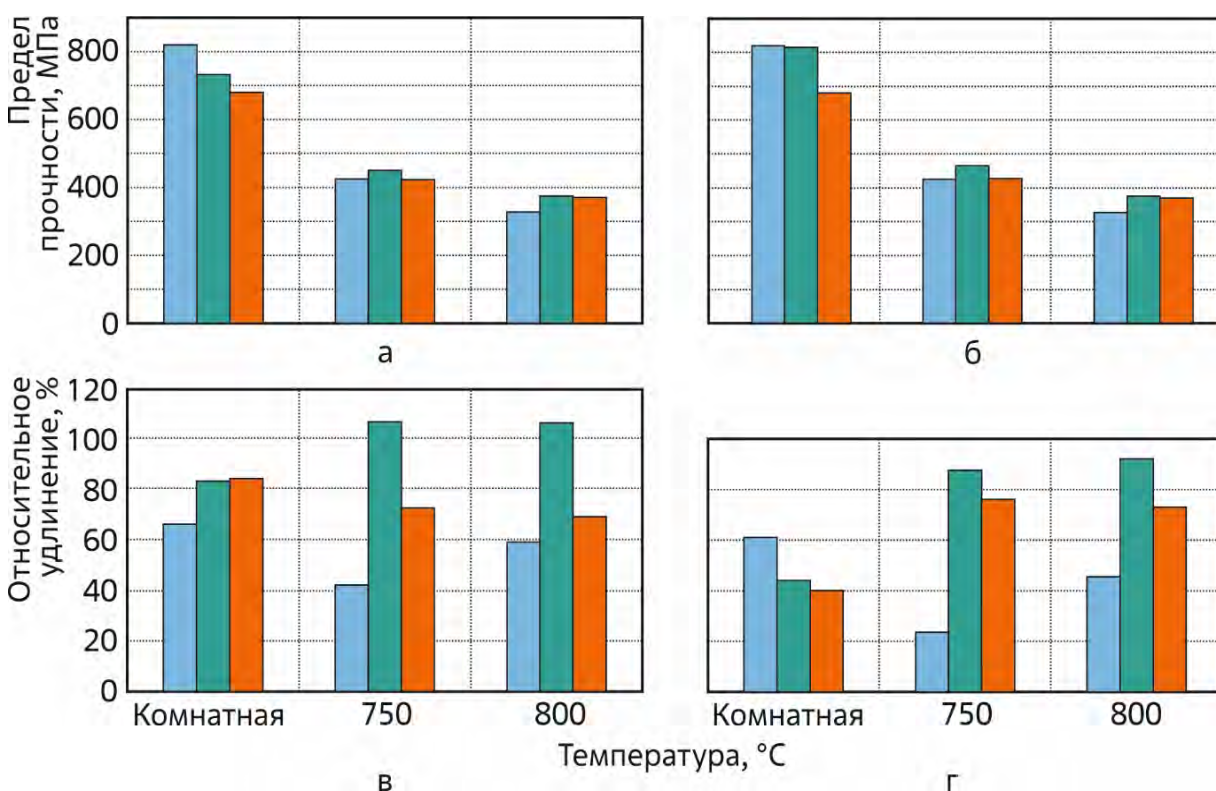 Предел
прочности, МПа
800
600
400
200
0
а
б
Относительное
удлинение, %
120
100
80
60
40
20
0
Комнатная 750 800
Комнатная 750 800
Температура, °C
в
г